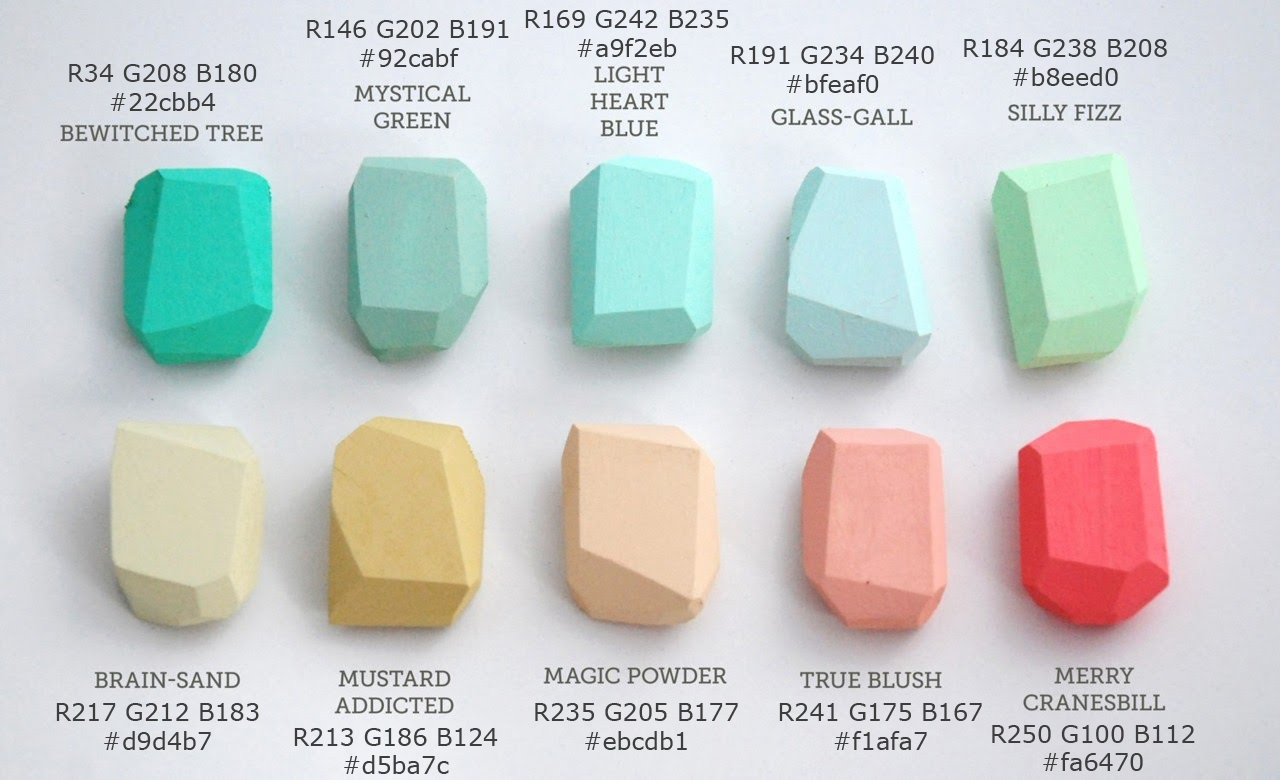 R34 G208 B180
#22cbb4
BEWITCHED TREE
R146 G202 B191
#92cabf
MYSTICAL
GREEN
R169 G242 B235
#a9f2eb
LIGHT
HEART
BLUE
R191 G234 B240
#bfeaf0
GLASS-GALL
R184 G238 B208
#b8eed0
SILLY FIZZ
BRAIN-SAND
R217 G212 B183
#d9d4b7
MUSTARD
ADDICTED
R213 G186 B124
#d5ba7c
MAGIC POWDER
R235 G205 B177
#ebcdb1
TRUE BLUSH
R241 G175 B167
#f1afa7
MERRY
CRANESBILL
R250 G100 B112
#fa6470